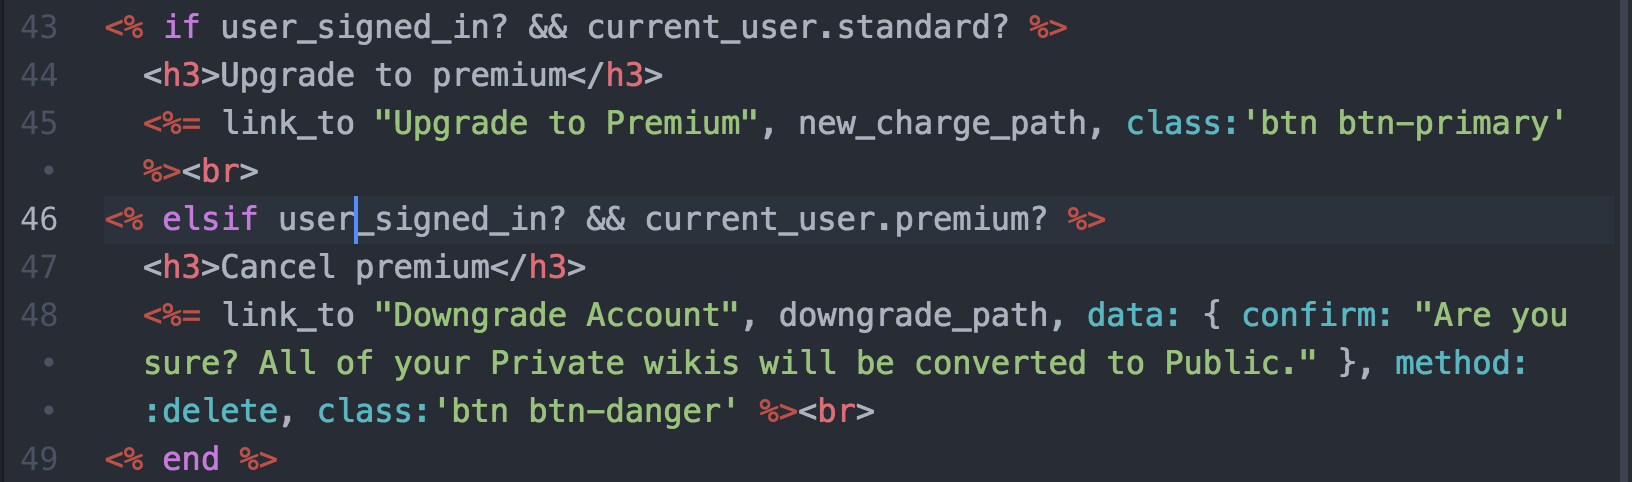 43 <% if user_signed_in? && current_user.standard? %>
44 <h3>Upgrade to premium</h3>
45 <%= link_to "Upgrade to Premium", new_charge_path, class:'btn btn-primary'
• %><br>
46 <% elsif user_signed_in? && current_user.premium? %>
47 <h3>Cancel premium</h3>
48 <%= link_to "Downgrade Account", downgrade_path, data: { confirm: "Are you
• sure? All of your Private wikis will be converted to Public." }, method:
• :delete, class:'btn btn-danger' %><br>
49 <% end %>